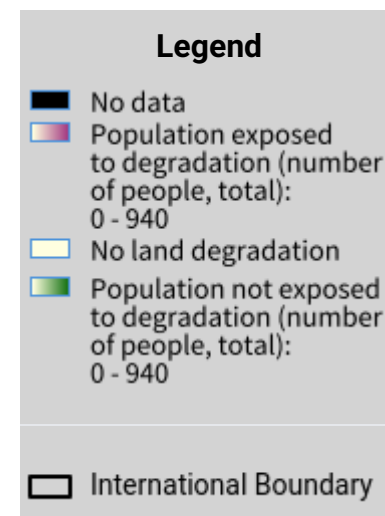 Legend
No data
Population exposed
to degradation (number
of people, total):
0 - 940
No land degradation
Population not exposed
to degradation (number
of people, total):
0 - 940
International Boundary